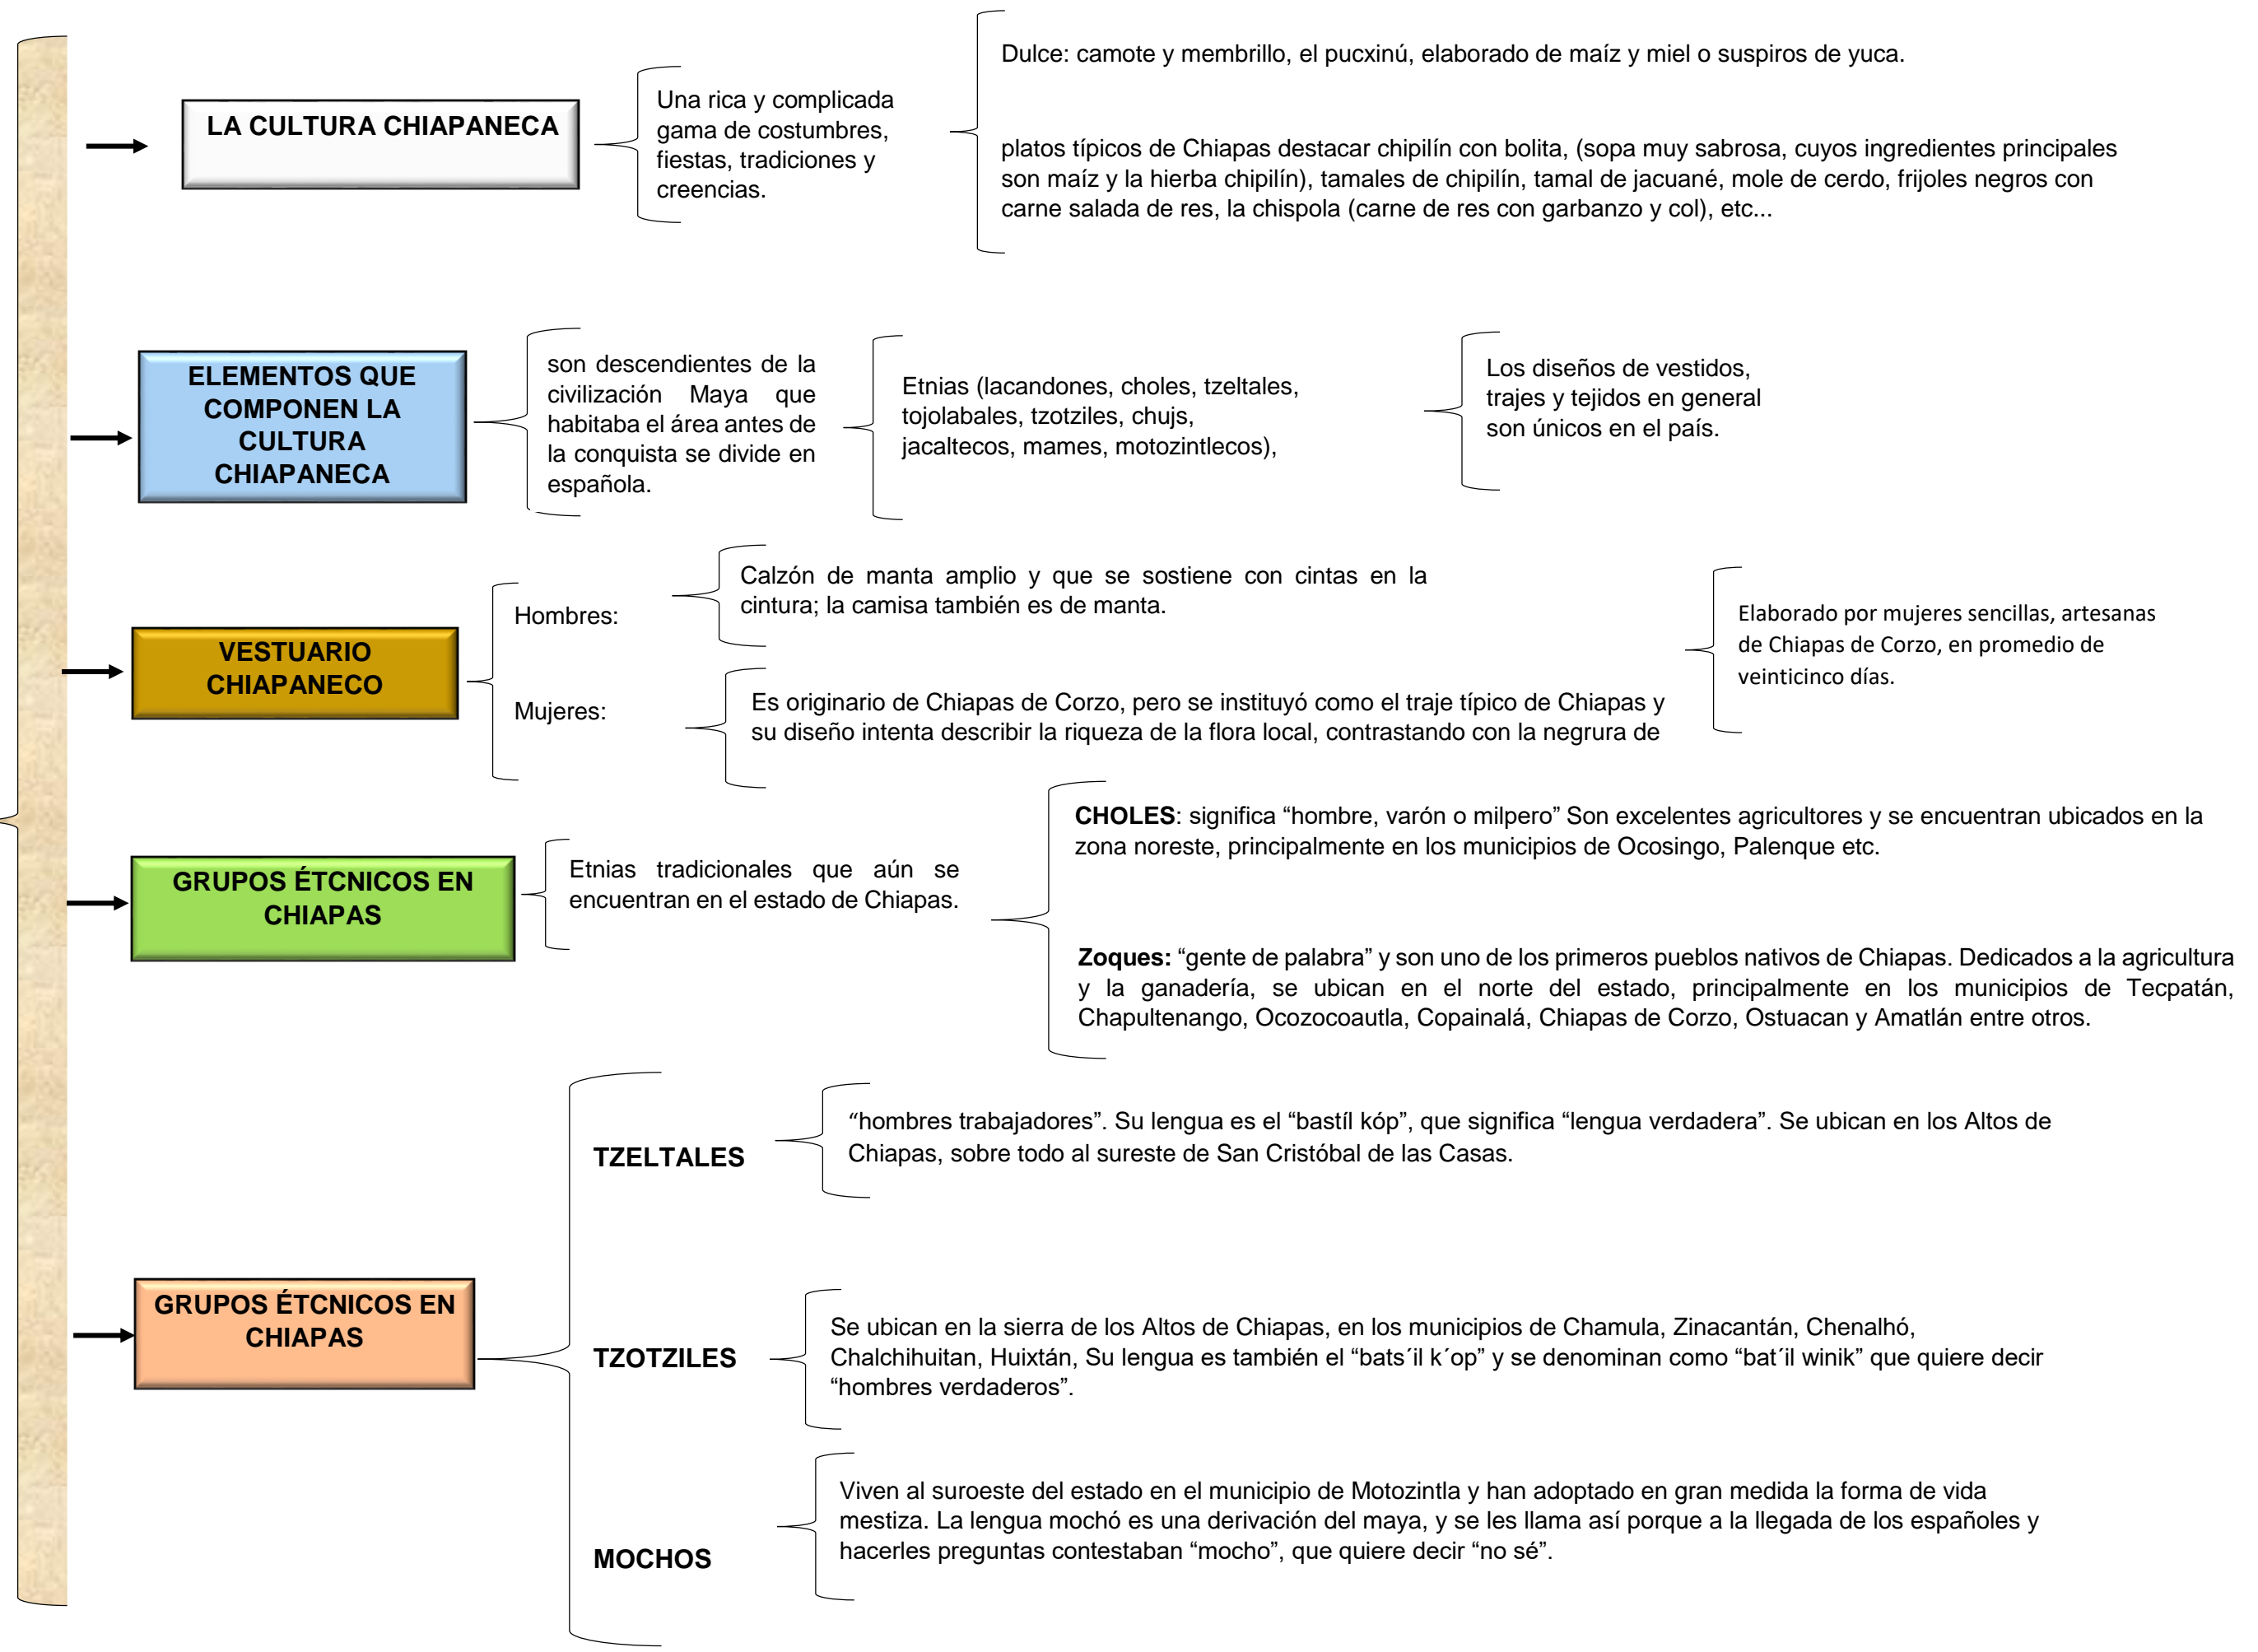 LA CULTURA CHIAPANECA
Una rica y complicada
gama de costumbres,
fiestas, tradiciones y
creencias.
Dulce: camote y membrillo, el pucxinú, elaborado de maíz y miel o suspiros de yuca.
platos típicos de Chiapas destacar chipilín con bolita, (sopa muy sabrosa, cuyos ingredientes principales
son maíz y la hierba chipilín), tamales de chipilín, tamal de jacuané, mole de cerdo, frijoles negros con
carne salada de res, la chispola (carne de res con garbanzo y col), etc...
ELEMENTOS QUE
COMPONEN LA
CULTURA
CHIAPANECA
son descendientes de la
civilización Maya que
habitaba el área antes de
la conquista se divide en
española.
Etnias (lacandones, choles, tzeltales,
tojolabales, tzotziles, chujs,
jacaltecos, mames, motozintlecos),
Los diseños de vestidos,
trajes y tejidos en general
son únicos en el país.
VESTUARIO
CHIAPANECO
Hombres:
Calzón de manta amplio y que se sostiene con cintas en la
cintura; la camisa también es de manta.
Mujeres:
Es originario de Chiapas de Corzo, pero se instituyó como el traje típico de Chiapas y
su diseño intenta describir la riqueza de la flora local, contrastando con la negrura de
Elaborado por mujeres sencillas, artesanas
de Chiapas de Corzo, en promedio de
veinticinco días.
GRUPOS ÉTCNICOS EN
CHIAPAS
Etnias tradicionales que aún se
encuentran en el estado de Chiapas.
CHOLES: significa “hombre, varón o milpero” Son excelentes agricultores y se encuentran ubicados en la
zona noreste, principalmente en los municipios de Ocosingo, Palenque etc.
Zoques: “gente de palabra” y son uno de los primeros pueblos nativos de Chiapas. Dedicados a la agricultura
y la ganadería, se ubican en el norte del estado, principalmente en los municipios de Tecpatán,
Chapultenango, Ocozocoautla, Copainalá, Chiapas de Corzo, Ostuacan y Amatlán entre otros.
GRUPOS ÉTCNICOS EN
CHIAPAS
TZELTALES
“hombres trabajadores”. Su lengua es el “bastíl kóp”, que significa “lengua verdadera”. Se ubican en los Altos de
Chiapas, sobre todo al sureste de San Cristóbal de las Casas.
TZOTZILES
Se ubican en la sierra de los Altos de Chiapas, en los municipios de Chamula, Zinacantán, Chenalhó,
Chalchihuitan, Huixtán, Su lengua es también el “bats´il k´op” y se denominan como “bat´il winik” que quiere decir
“hombres verdaderos”.
MOCHOS
Viven al suroeste del estado en el municipio de Motozintla y han adoptado en gran medida la forma de vida
mestiza. La lengua mochó es una derivación del maya, y se les llama así porque a la llegada de los españoles y
hacerles preguntas contestaban “mocho”, que quiere decir “no sé”.